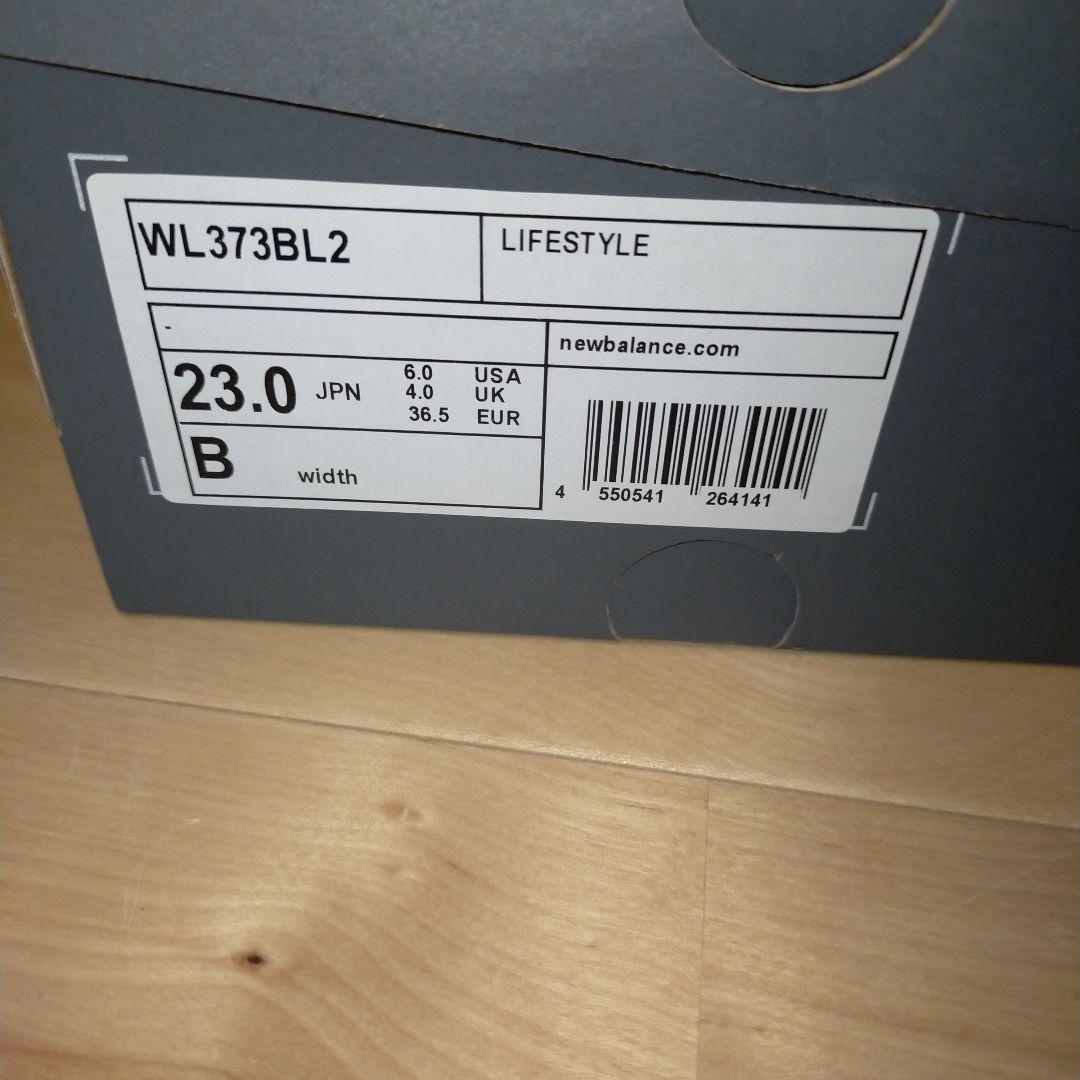 WL373BL2
LIFESTYLE
-
newbalance.com
23.0 JPN
6.0 USA
4.0 UK
36.5 EUR
B width
4 550541 264141